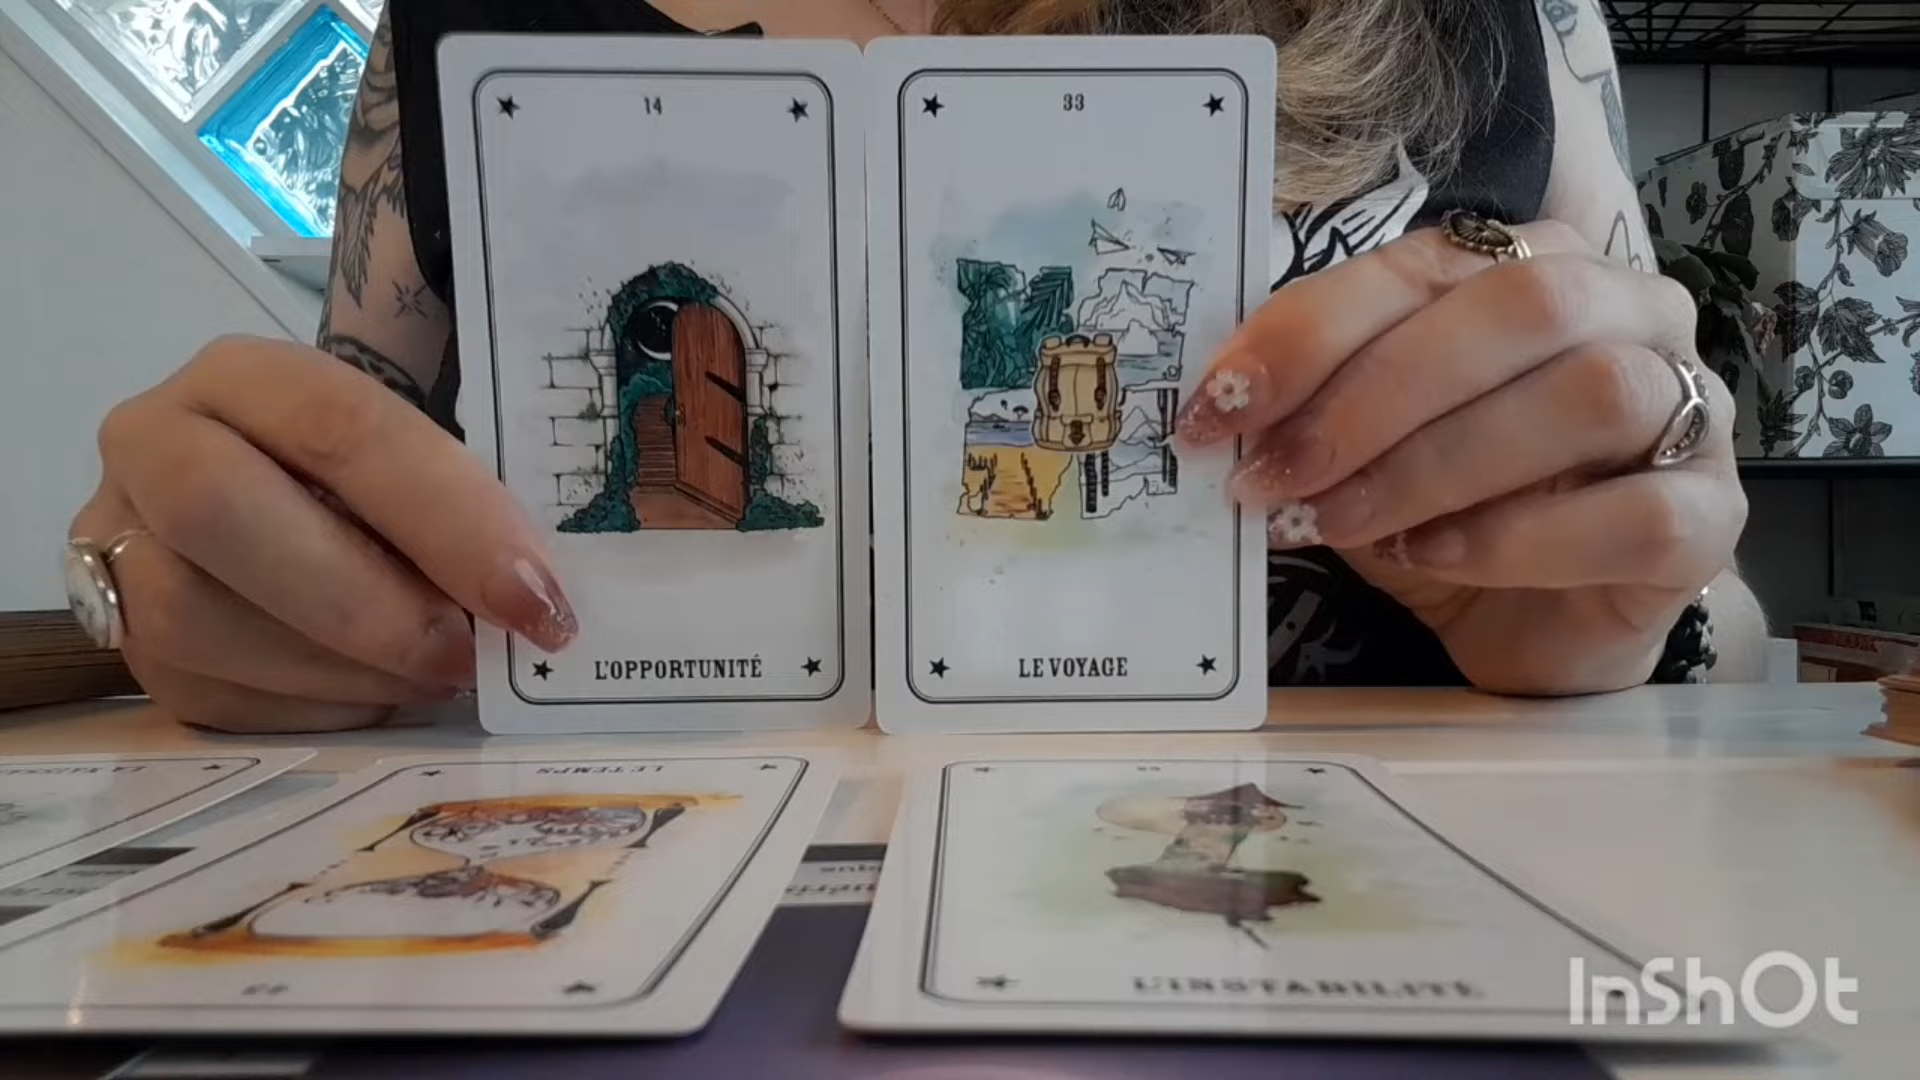 14
33
L'OPPORTUNITÉ
LE VOYAGE
LE TEMPS
L'INSTABILITÉ
InShOt